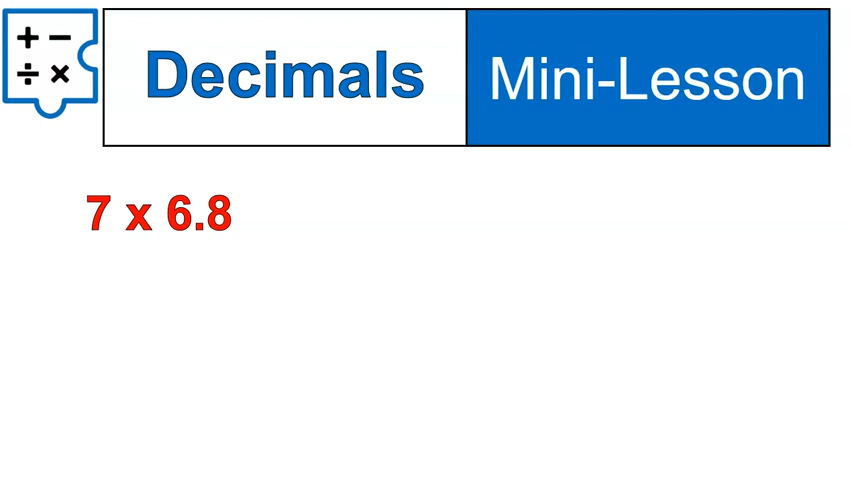 + −
÷ ×
Decimals Mini-Lesson
7 x 6.8